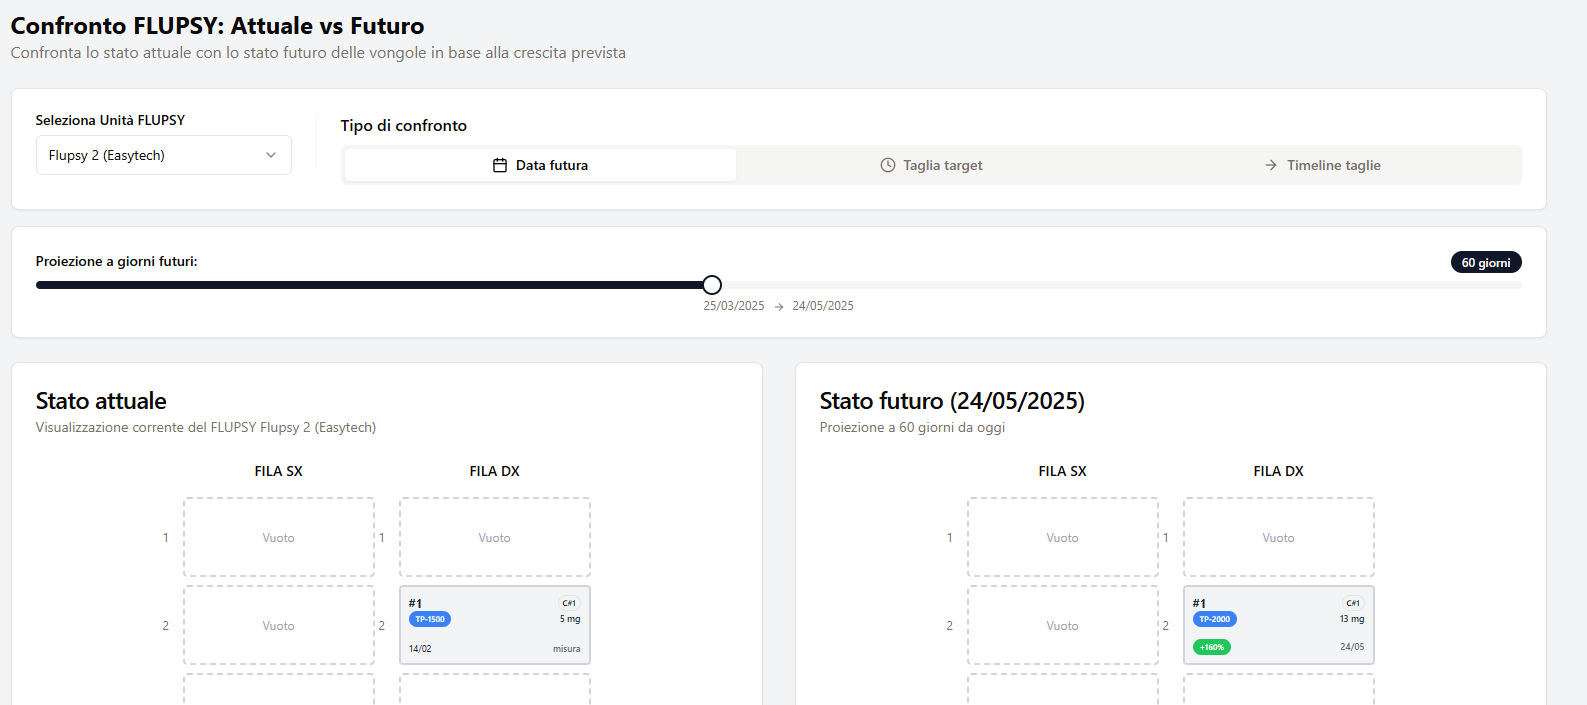 Confronto FLUPSY: Attuale vs Futuro
Confronta lo stato attuale con lo stato futuro delle vongole in base alla crescita prevista
Seleziona Unità FLUPSY
Flupsy 2 (Easytech)
Tipo di confronto
Data futura
Taglia target
→ Timeline taglie
Proiezione a giorni futuri:
60 giorni
25/03/2025 → 24/05/2025
Stato attuale
Visualizzazione corrente del FLUPSY Flupsy 2 (Easytech)
FILA SX
FILA DX
1
Vuoto
1
Vuoto
2
Vuoto
2
#1
C#1
TP-1500
5 mg
14/02
misura
Stato futuro (24/05/2025)
Proiezione a 60 giorni da oggi
FILA SX
FILA DX
1
Vuoto
1
Vuoto
2
Vuoto
2
#1
C#1
TP-2000
13 mg
+160%
24/05